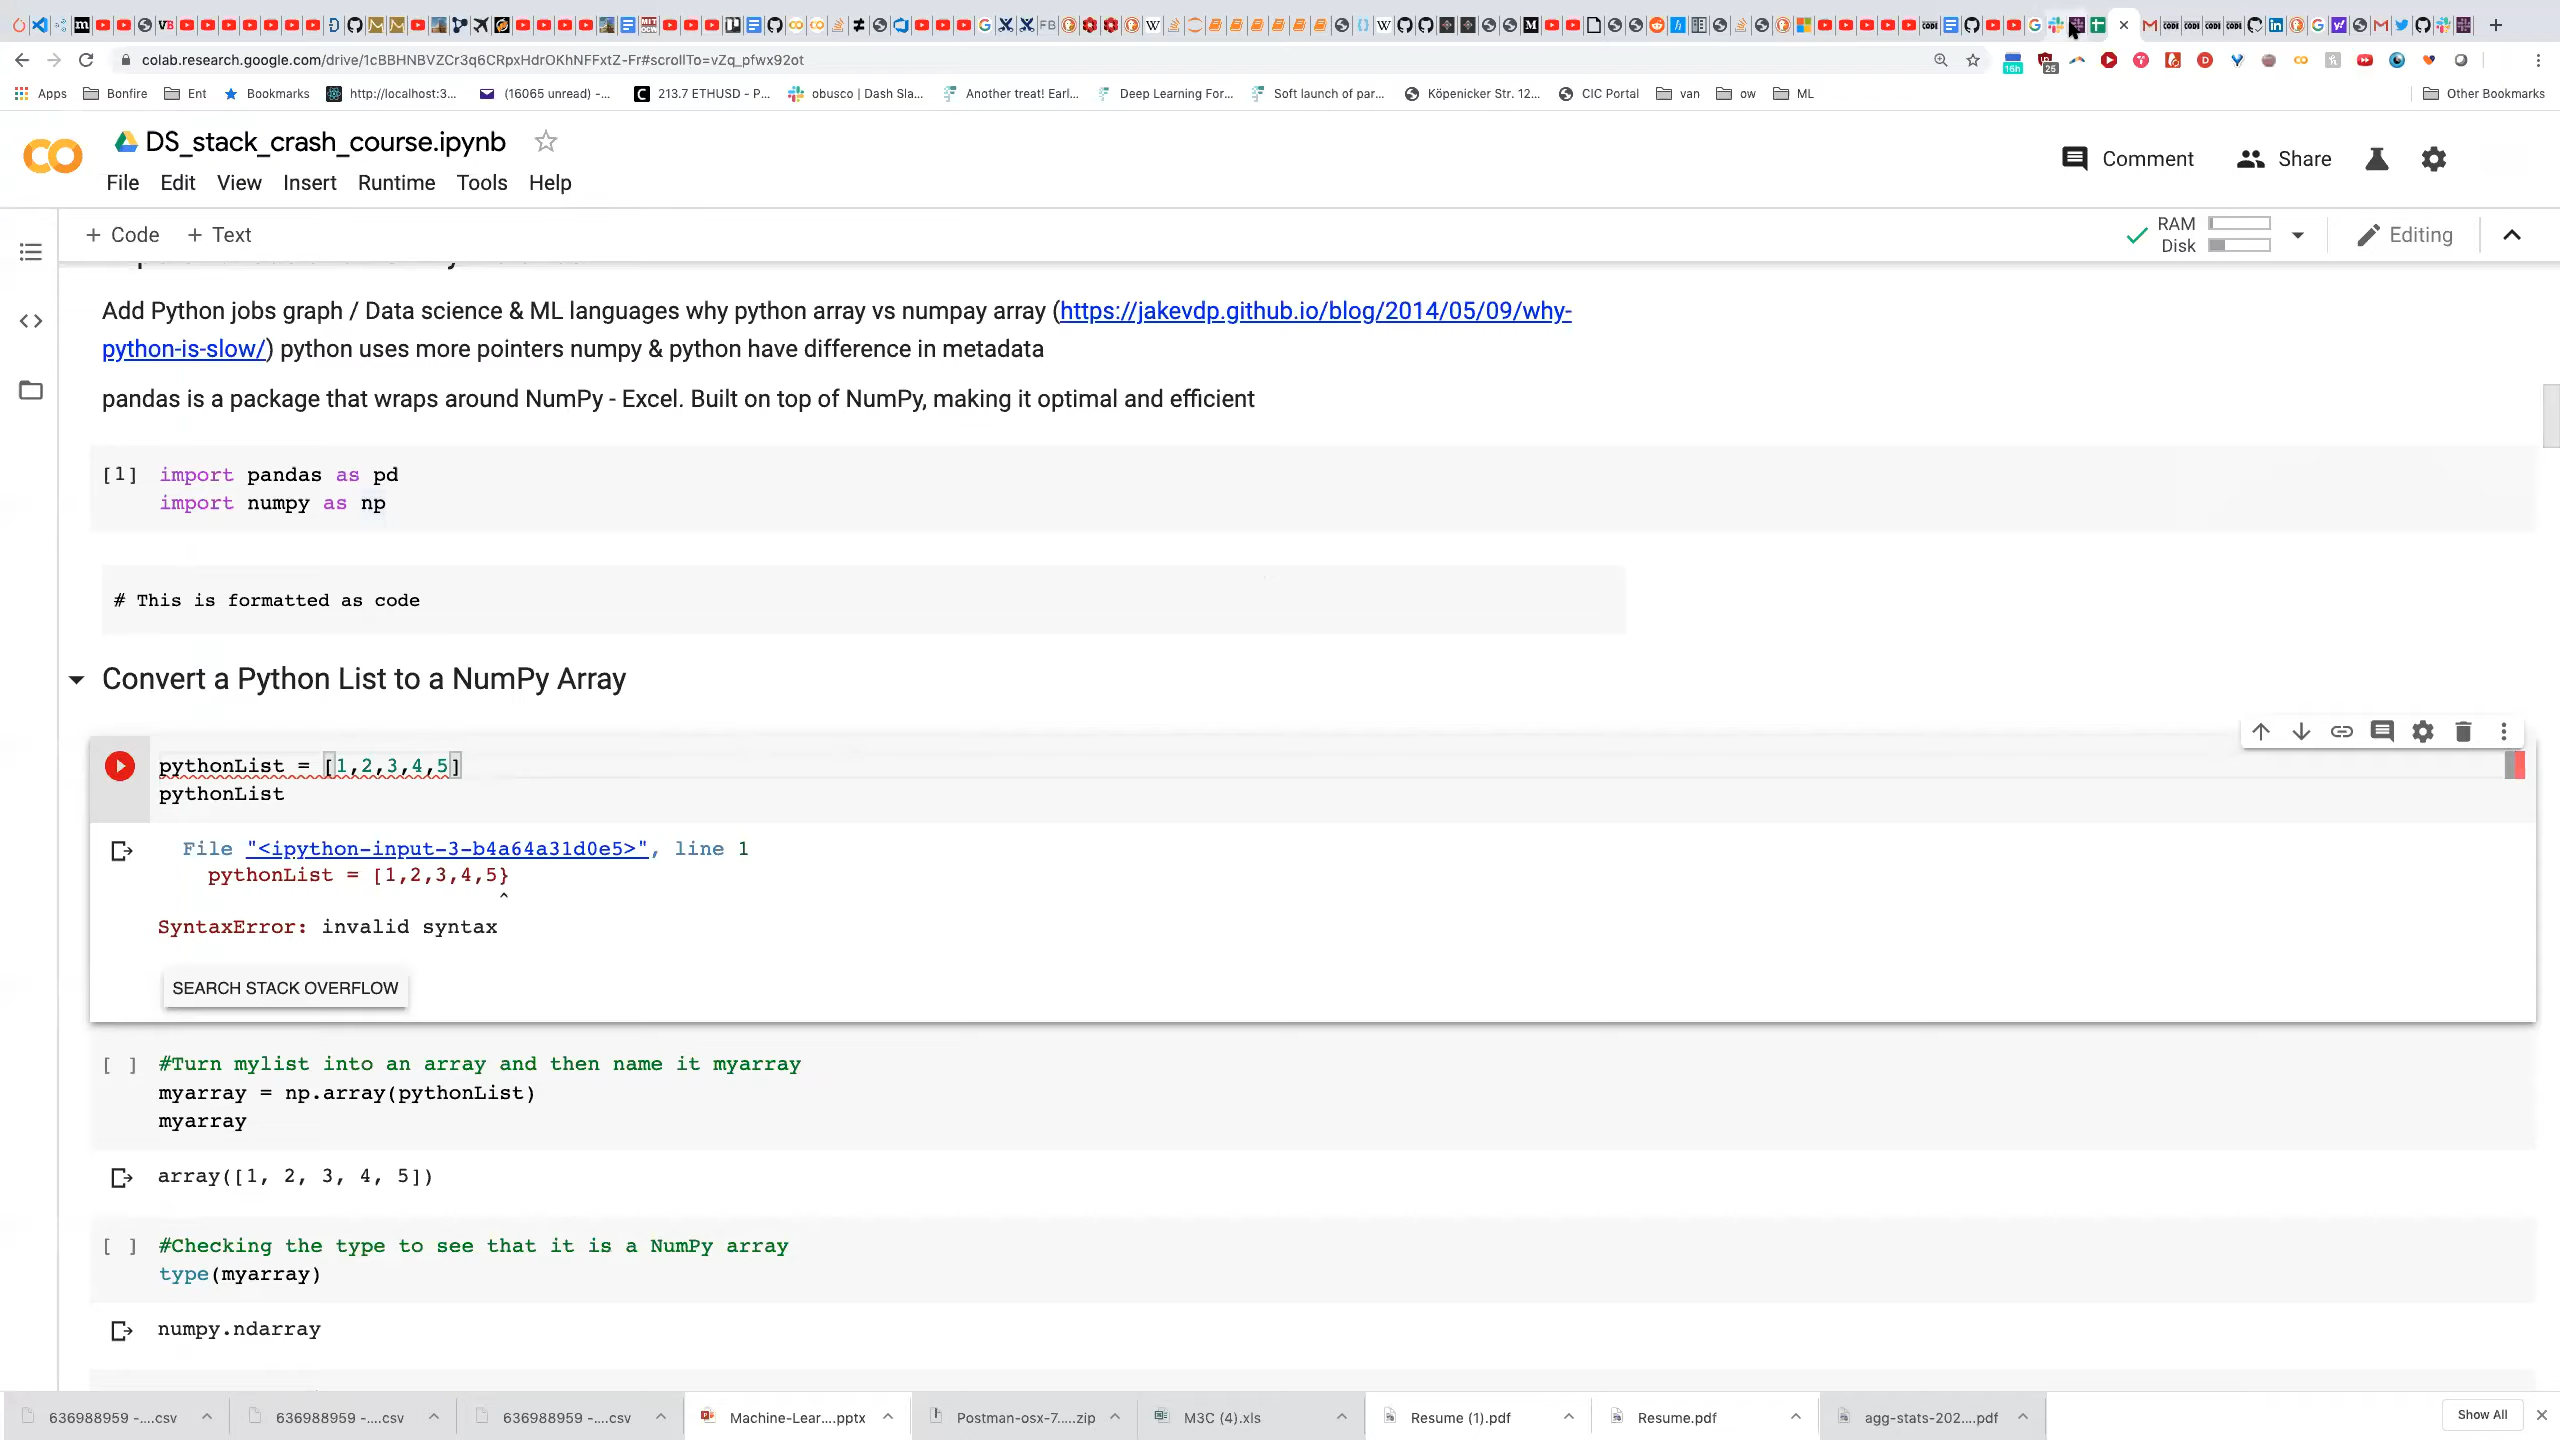 colab.research.google.com/drive/1cBBHNBVZCr3q6CRpxHdrOKhNFFxtZ-Fr#scrollTo=vZq_pfwx92ot
16h
25
Apps Bonfire Ent Bookmarks http://localhost:3... (16065 unread) -... 213.7 ETHUSD - P... obusco | Dash Sla... Another treat! Earl... Deep Learning For... Soft launch of par... Köpenicker Str. 12... CIC Portal van ow ML Other Bookmarks
DS_stack_crash_course.ipynb
Comment Share
File Edit View Insert Runtime Tools Help
+ Code + Text
RAM
Disk
Editing
Add Python jobs graph / Data science & ML languages why python array vs numpay array (https://jakevdp.github.io/blog/2014/05/09/why-
python-is-slow/) python uses more pointers numpy & python have difference in metadata
pandas is a package that wraps around NumPy - Excel. Built on top of NumPy, making it optimal and efficient
[1] import pandas as pd
import numpy as np
# This is formatted as code
Convert a Python List to a NumPy Array
pythonList = [1,2,3,4,5]
pythonList
File "<ipython-input-3-b4a64a31d0e5>", line 1
pythonList = [1,2,3,4,5}
^
SyntaxError: invalid syntax
SEARCH STACK OVERFLOW
[ ] #Turn mylist into an array and then name it myarray
myarray = np.array(pythonList)
myarray
array([1, 2, 3, 4, 5])
[ ] #Checking the type to see that it is a NumPy array
type(myarray)
numpy.ndarray
636988959 -....csv 636988959 -....csv 636988959 -....csv Machine-Lear....pptx Postman-osx-7.....zip M3C (4).xls Resume (1).pdf Resume.pdf agg-stats-202....pdf Show All